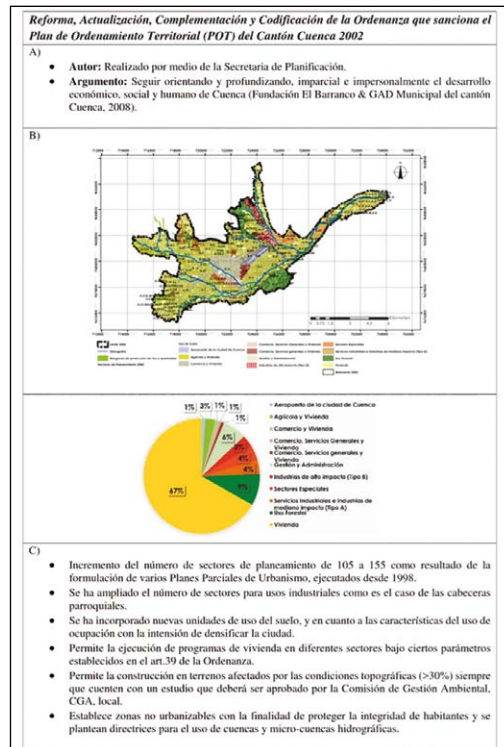 Reforma, Actualización, Complementación y Codificación de la Ordenanza que sanciona el
Plan de Ordenamiento Territorial (POT) del Cantón Cuenca 2002
A)
• Autor: Realizado por medio de la Secretaria de Planificación.
• Argumento: Seguir orientando y profundizando, imparcial e impersonalmente el desarrollo
económico, social y humano de Cuenca (Fundación El Barranco & GAD Municipal del cantón
Cuenca, 2008).
B)
1%
3%
1%
1%
1%
6%
4%
4%
9%
67%
Aeropuerto de la ciudad de Cuenca
Agrícola y Vivienda
Comercio y Vivienda
Comercio, Servicios Generales y
Vivienda
Comercio, Servicios generales y
Vivienda
Gestión y Administración
Industrias de alto impacto (Tipo B)
Sectores Especiales
Servicios Industriales e Industrias de
mediano impacto (Tipo A)
Uso Forestal
Vivienda
C)
• Incremento del número de sectores de planeamiento de 105 a 155 como resultado de la
formulación de varios Planes Parciales de Urbanismo, ejecutados desde 1998.
• Se ha ampliado el número de sectores para usos industriales como es el caso de las cabeceras
parroquiales.
• Se ha incorporado nuevas unidades de uso del suelo, y en cuanto a las características del uso de
ocupación con la intensión de densificar la ciudad.
• Permite la ejecución de programas de vivienda en diferentes sectores bajo ciertos parámetros
establecidos en el art.39 de la Ordenanza.
• Permite la construcción en terrenos afectados por las condiciones topográficas (>30%) siempre
que cuenten con un estudio que deberá ser aprobado por la Comisión de Gestión Ambiental,
CGA, local.
• Establece zonas no urbanizables con la finalidad de proteger la integridad de habitantes y se
plantean directrices para el uso de cuencas y micro-cuencas hidrográficas.